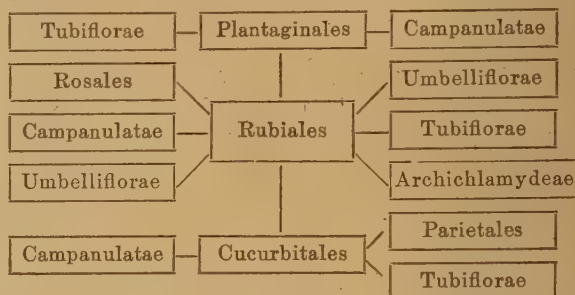 Tubiflorae Plantaginales Campanulatae
Rosales Umbelliflorae
Campanulatae Rubiales Tubiflorae
Umbelliflorae Archichlamydeae
Parietales
Campanulatae Cucurbitales
Tubiflorae